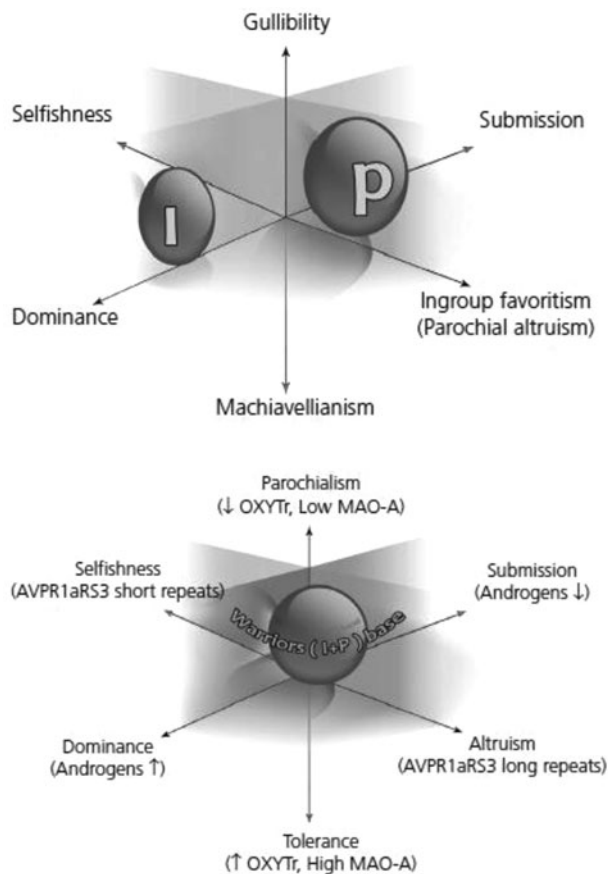 Gullibility
Selfishness
Submission
I
p
Dominance
Ingroup favoritism
(Parochial altruism)
Machiavellianism
Parochialism
(↓ OXYTr, Low MAO-A)
Selfishness
(AVPR1aRS3 short repeats)
Submission
(Androgens ↓)
Warriors ( I+P ) base
Dominance
(Androgens ↑)
Altruism
(AVPR1aRS3 long repeats)
Tolerance
(↑ OXYTr, High MAO-A)